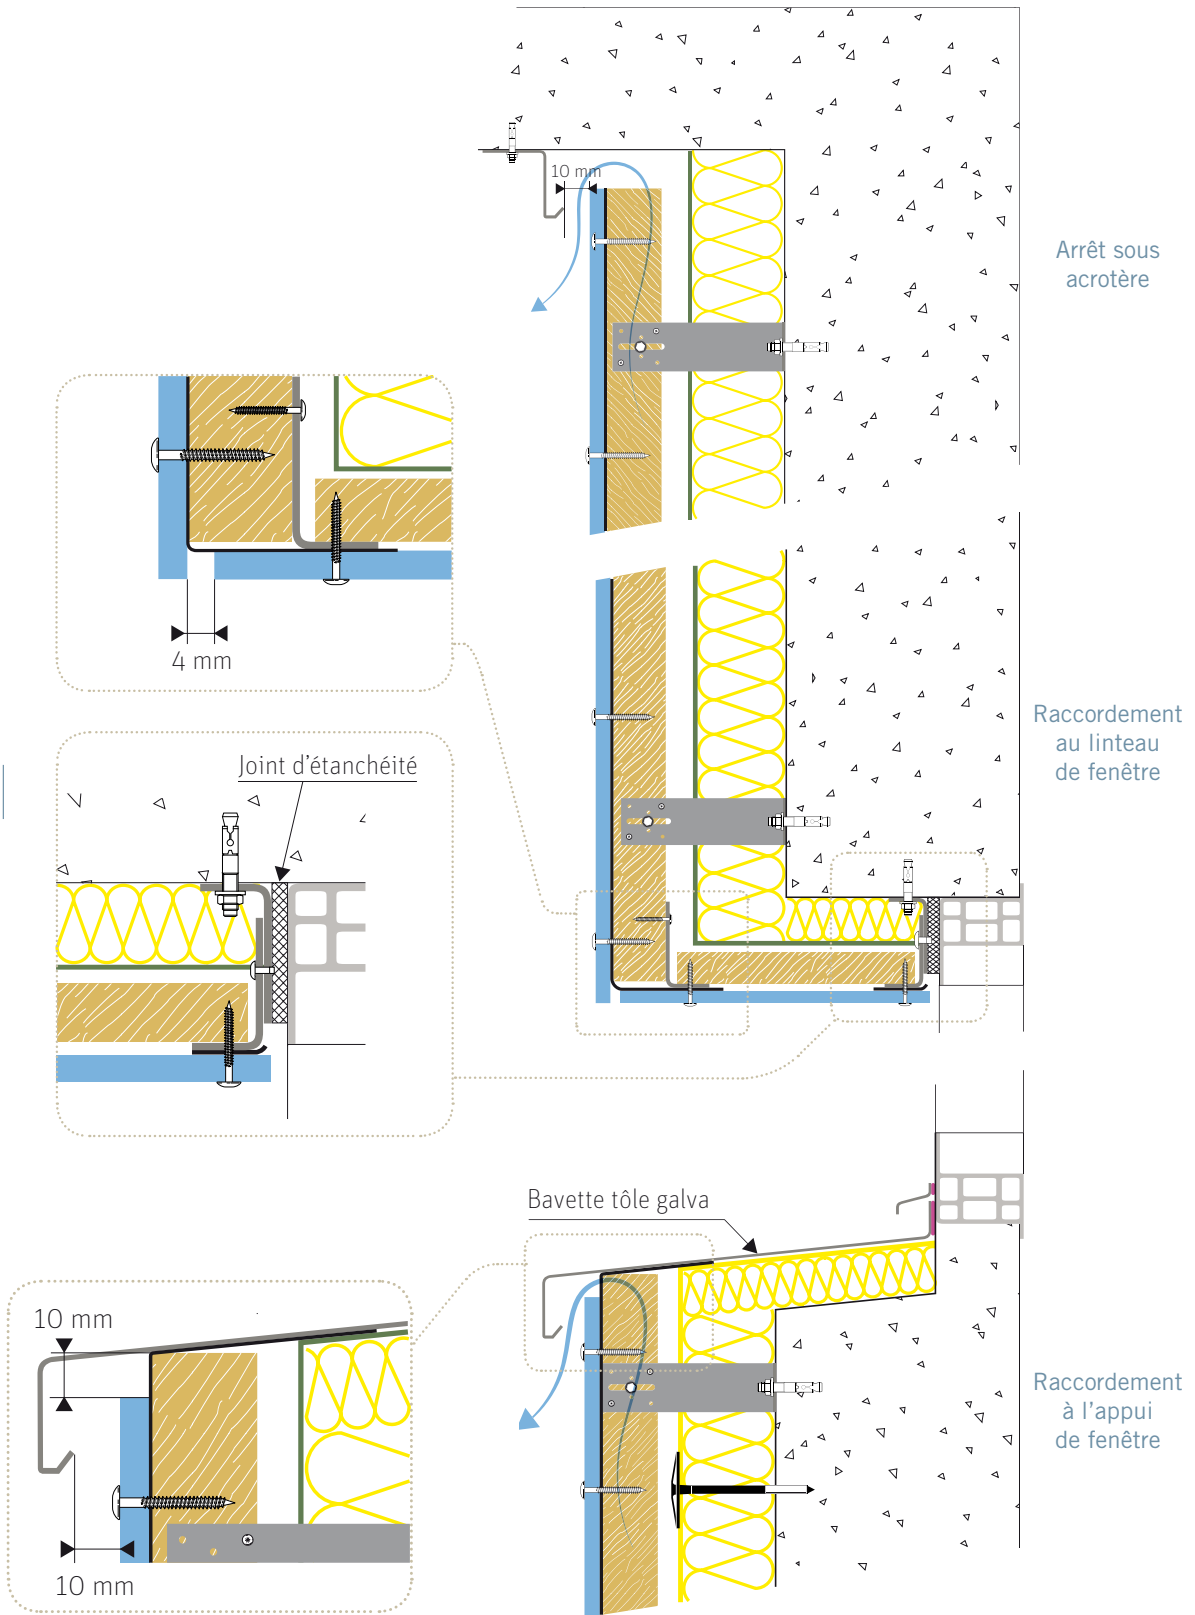 10 mm
Arrêt sous
acrotère
4 mm
Raccordement
au linteau
de fenêtre
Joint d'étanchéité
Bavette tôle galva
10 mm
10 mm
Raccordement
à l'appui
de fenêtre